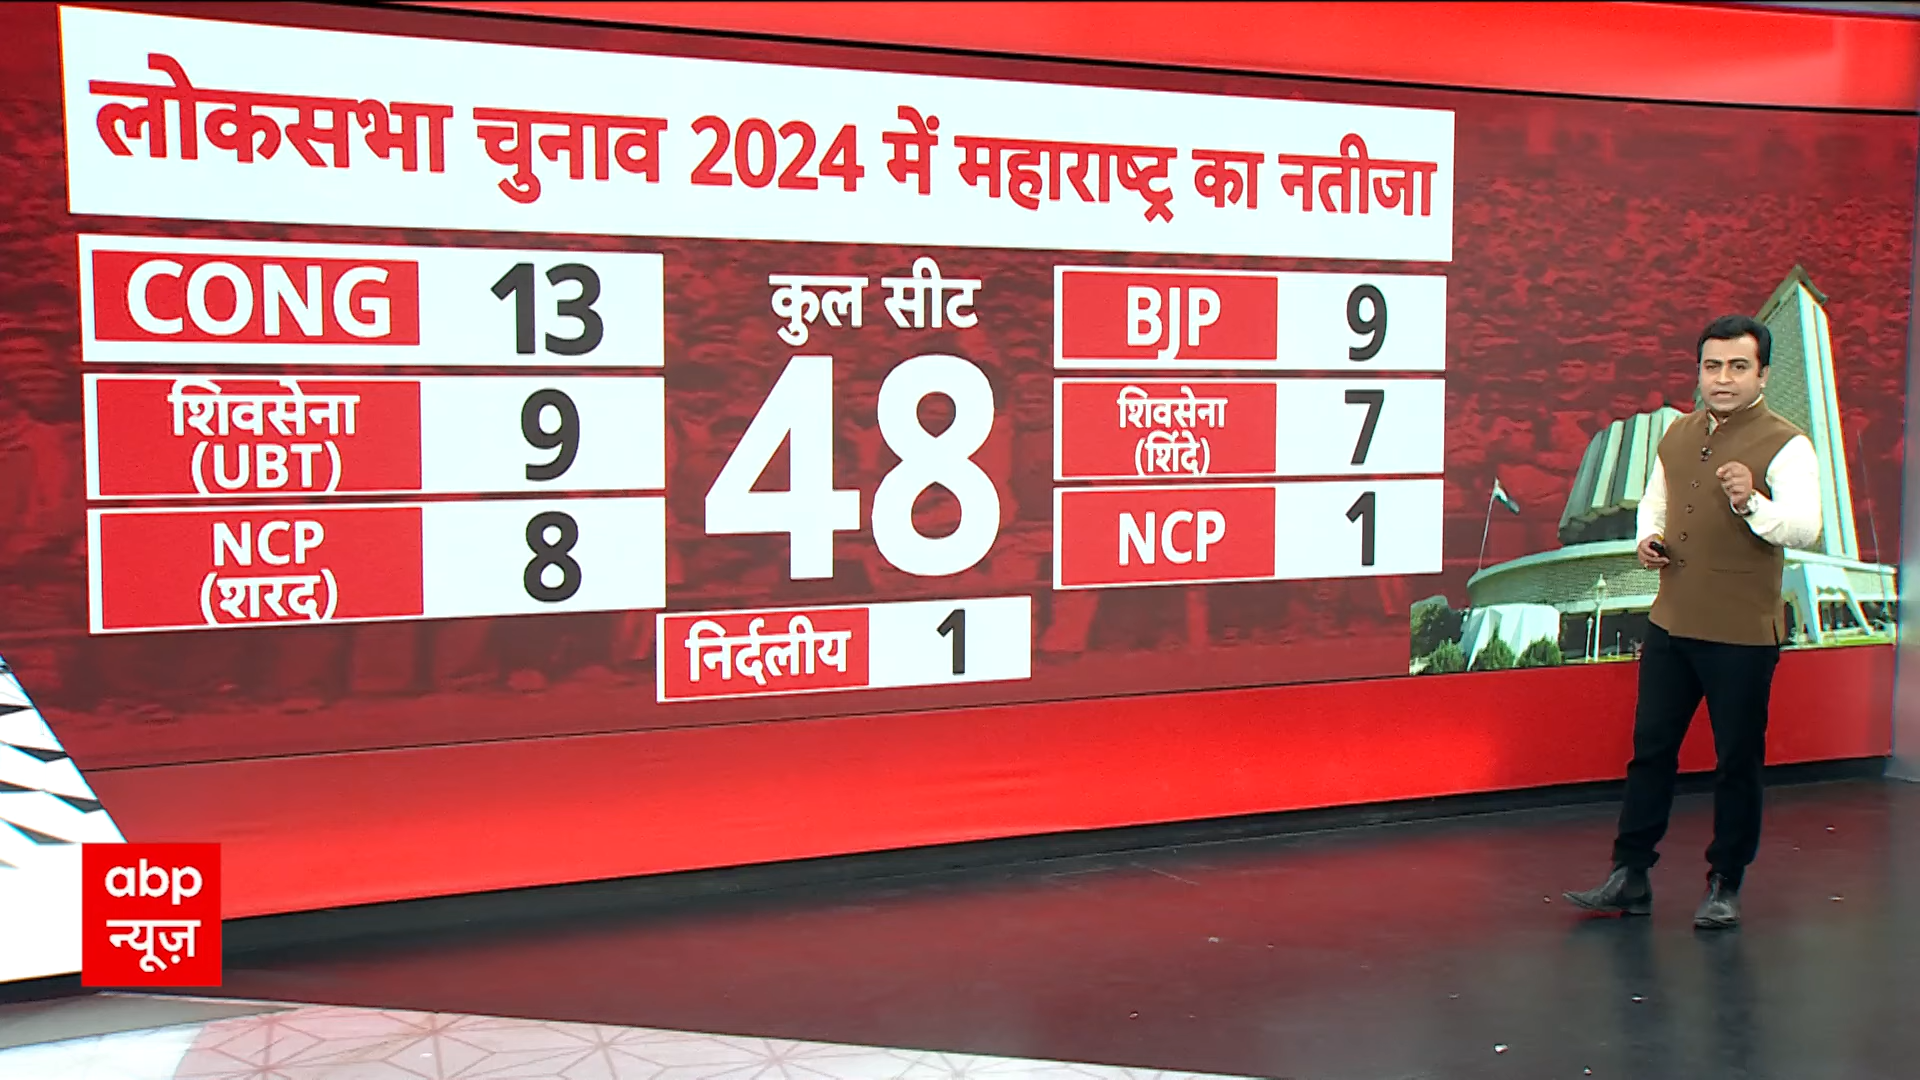 लोकसभा चुनाव 2024 में महाराष्ट्र का नतीजा
CONG 13
शिवसेना
(UBT)
9
NCP
(शरद)
8
कुल सीट
48
निर्दलीय 1
BJP 9
शिवसेना
(शिंदे)
7
NCP 1
abp
न्यूज़